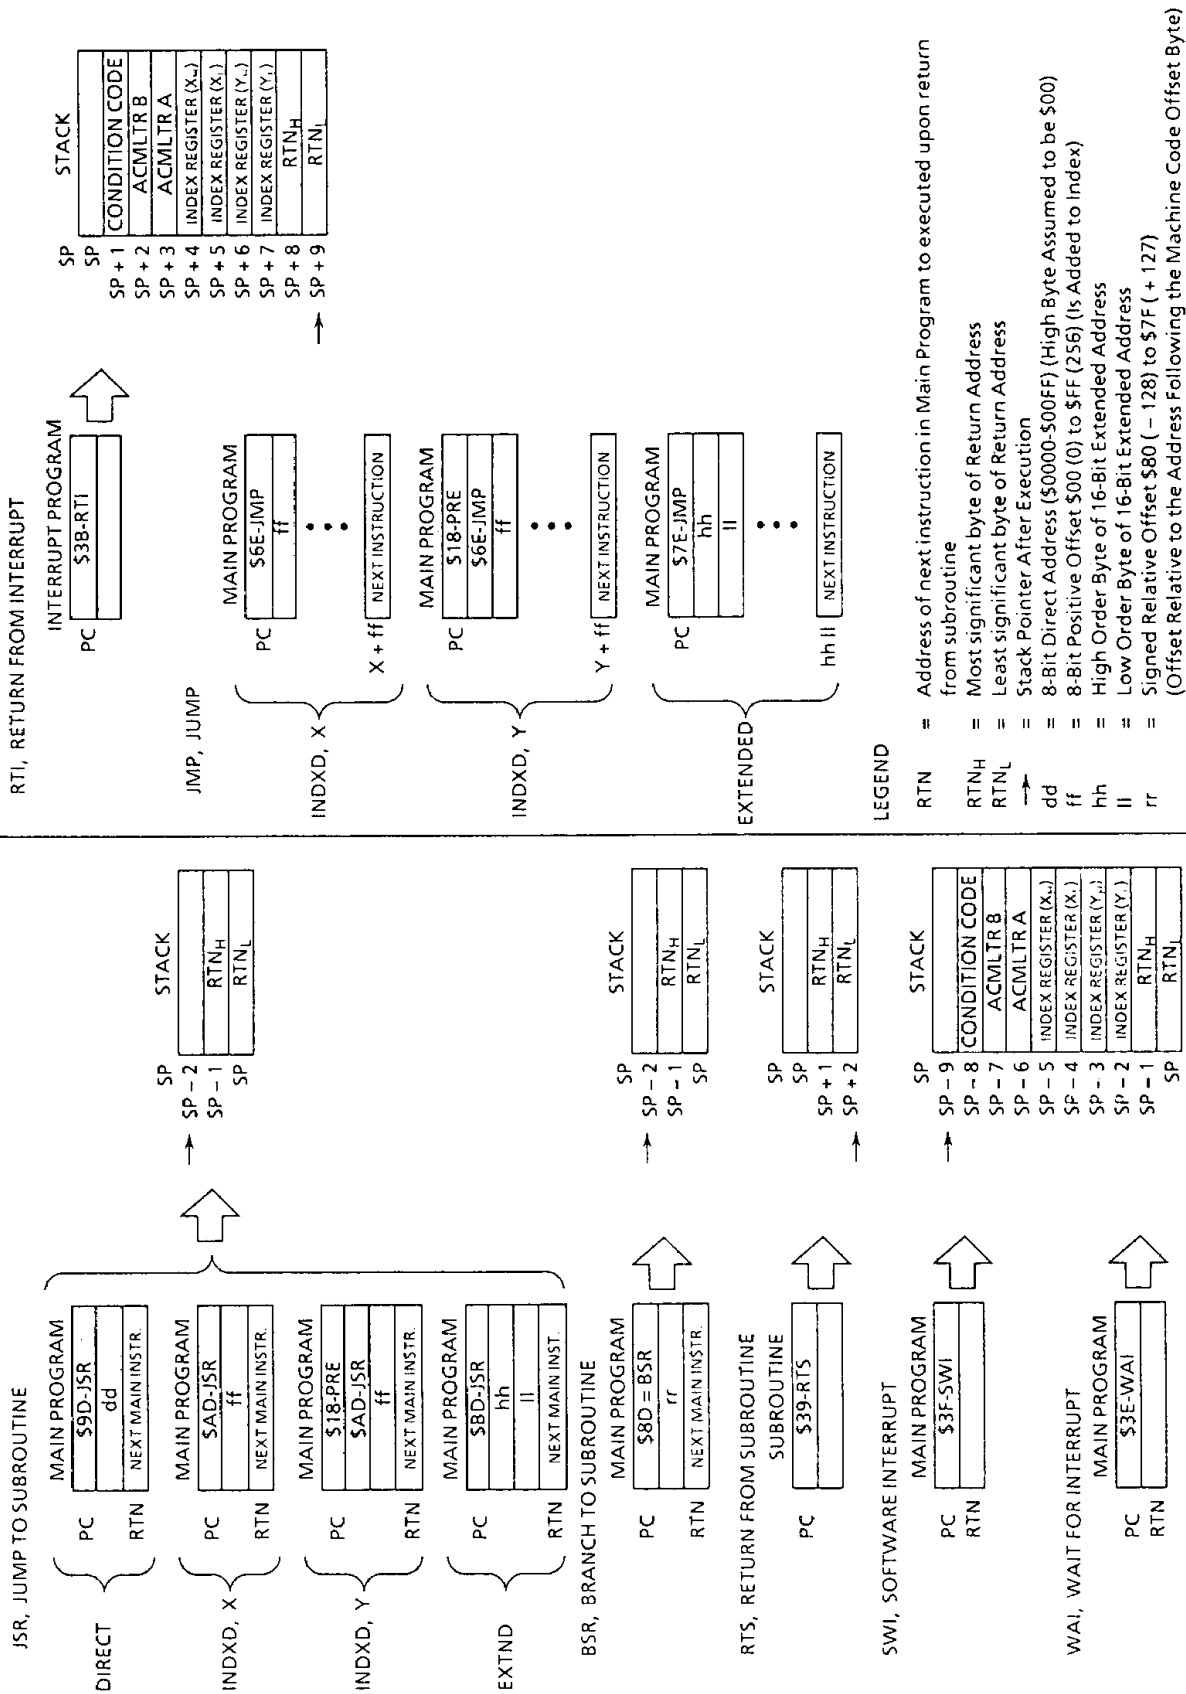 JSR, JUMP TO SUBROUTINE
DIRECT
MAIN PROGRAM
PC
$9D-JSR
dd
RTN
NEXT MAIN INSTR.
INDXD, X
MAIN PROGRAM
PC
$AD-JSR
ff
RTN
NEXT MAIN INSTR.
INDXD, Y
MAIN PROGRAM
PC
$18-PRE
$AD-JSR
ff
RTN
NEXT MAIN INSTR.
EXTND
MAIN PROGRAM
PC
$BD-JSR
hh
ll
RTN
NEXT MAIN INST.
SP
STACK
SP – 2
SP – 1
RTNH
SP
RTNL
BSR, BRANCH TO SUBROUTINE
MAIN PROGRAM
PC
$8D = BSR
rr
RTN
NEXT MAIN INSTR.
SP
STACK
SP – 2
SP – 1
RTNH
SP
RTNL
RTS, RETURN FROM SUBROUTINE
SUBROUTINE
PC
$39-RTS
SP
STACK
SP
SP + 1
RTNH
SP + 2
RTNL
SWI, SOFTWARE INTERRUPT
MAIN PROGRAM
PC
$3F-SWI
RTN
WAI, WAIT FOR INTERRUPT
MAIN PROGRAM
PC
$3E-WAI
RTN
SP
STACK
SP – 9
SP – 8
CONDITION CODE
SP – 7
ACMLTR B
SP – 6
ACMLTR A
SP – 5
INDEX REGISTER (XH)
SP – 4
INDEX REGISTER (XL)
SP – 3
INDEX REGISTER (YH)
SP – 2
INDEX REGISTER (YL)
SP – 1
RTNH
SP
RTNL
RTI, RETURN FROM INTERRUPT
INTERRUPT PROGRAM
PC
$3B-RTI
SP
STACK
SP
SP + 1
CONDITION CODE
SP + 2
ACMLTR B
SP + 3
ACMLTR A
SP + 4
INDEX REGISTER (XH)
SP + 5
INDEX REGISTER (XL)
SP + 6
INDEX REGISTER (YH)
SP + 7
INDEX REGISTER (YL)
SP + 8
RTNH
SP + 9
RTNL
JMP, JUMP
INDXD, X
MAIN PROGRAM
PC
$6E-JMP
ff
X + ff
NEXT INSTRUCTION
INDXD, Y
MAIN PROGRAM
PC
$18-PRE
$6E-JMP
ff
Y + ff
NEXT INSTRUCTION
EXTENDED
MAIN PROGRAM
PC
$7E-JMP
hh
ll
hh ll
NEXT INSTRUCTION
LEGEND
RTN = Address of next instruction in Main Program to executed upon return
from subroutine
RTNH = Most significant byte of Return Address
RTNL = Least significant byte of Return Address
→ = Stack Pointer After Execution
dd = 8-Bit Direct Address ($0000-$00FF) (High Byte Assumed to be $00)
ff = 8-Bit Positive Offset $00 (0) to $FF (256) (Is Added to Index)
hh = High Order Byte of 16-Bit Extended Address
ll = Low Order Byte of 16-Bit Extended Address
rr = Signed Relative Offset $80 ( – 128) to $7F ( + 127)
(Offset Relative to the Address Following the Machine Code Offset Byte)